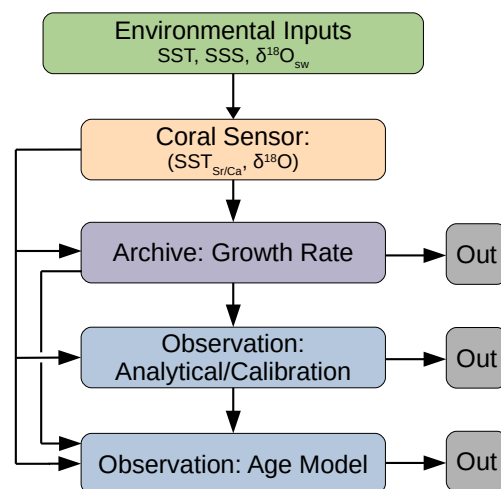 Environmental Inputs
SST, SSS, δ¹⁸O_sw
Coral Sensor:
(SST_Sr/Ca, δ¹⁸O)
Archive: Growth Rate
Out
Observation:
Analytical/Calibration
Out
Observation: Age Model
Out